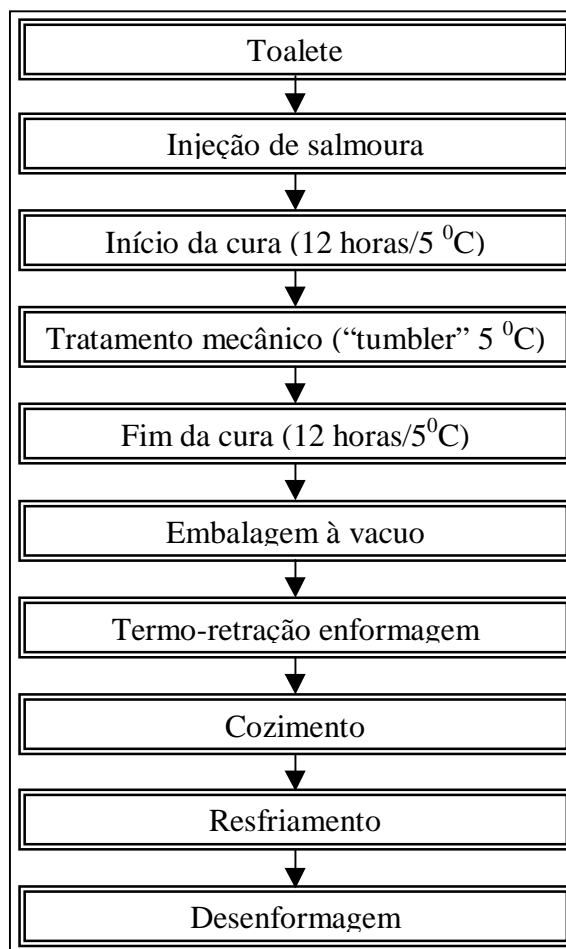 Toalete
Injeção de salmoura
Início da cura (12 horas/5 ⁰C)
Tratamento mecânico (“tumbler” 5 ⁰C)
Fim da cura (12 horas/5⁰C)
Embalagem à vacuo
Termo-retração enformagem
Cozimento
Resfriamento
Desenformagem